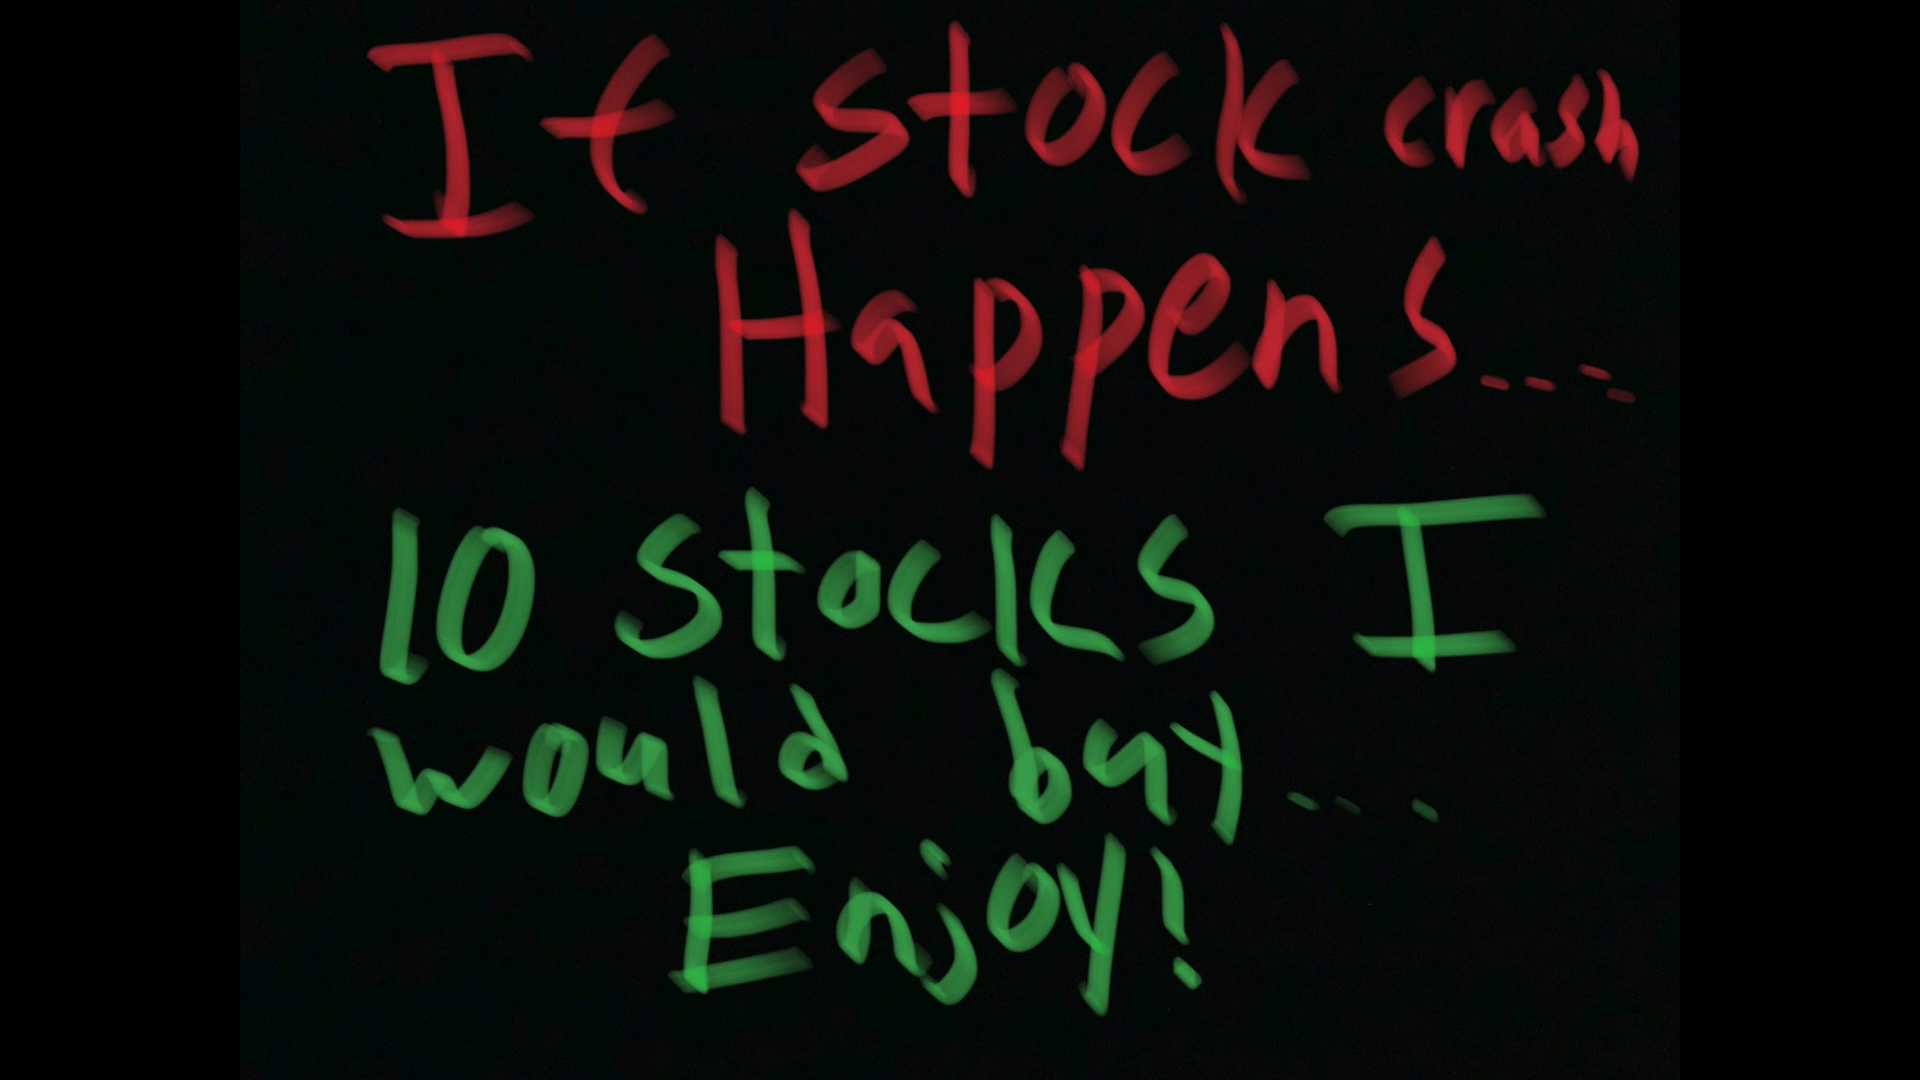 If stock crash
Happens....
10 stocks I
would buy...
Enjoy!